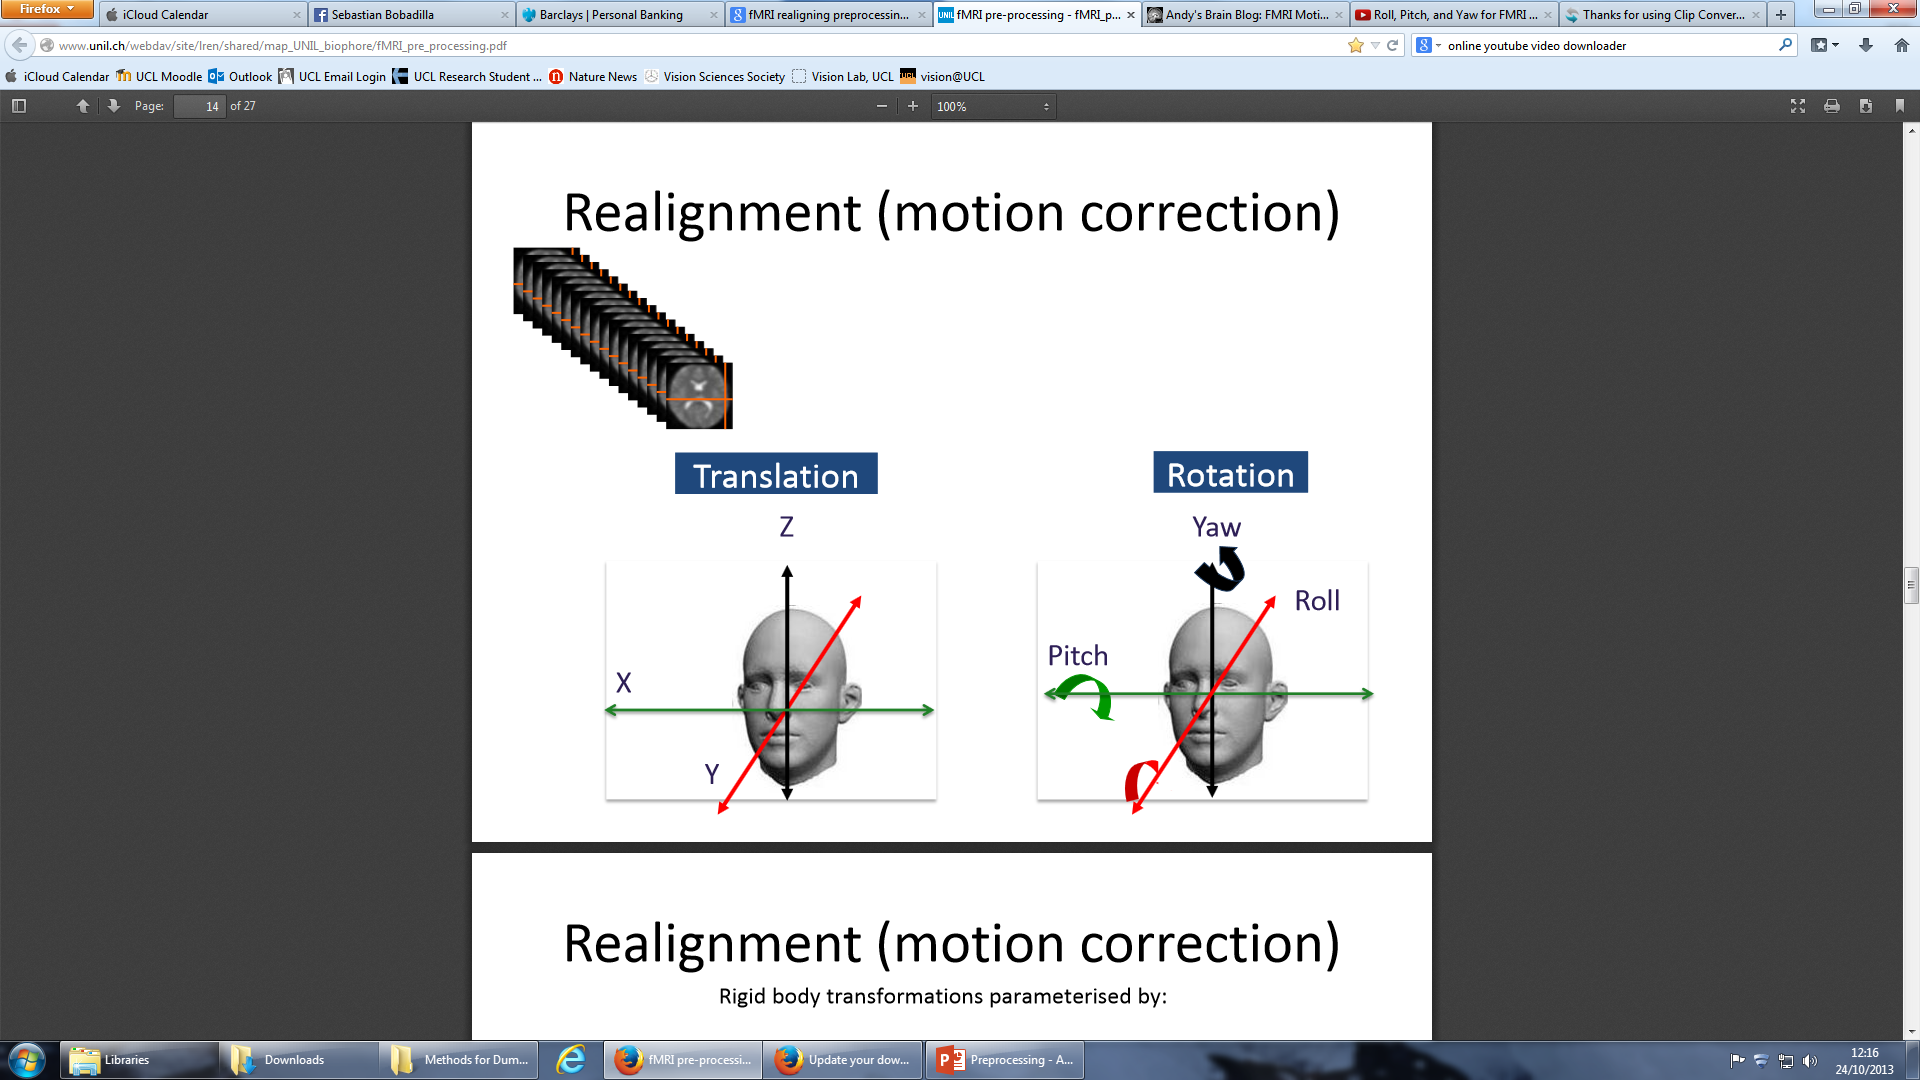 Firefox
iCloud Calendar
Sebastian Bobadilla
Barclays | Personal Banking
fMRI realigning preprocessin...
fMRI pre-processing - fMRI_p...
Andy's Brain Blog: FMRI Moti...
Roll, Pitch, and Yaw for FMRI ...
Thanks for using Clip Conver...
www.unil.ch/webdav/site/lren/shared/map_UNIL_biophore/fMRI_pre_processing.pdf
online youtube video downloader
iCloud Calendar
UCL Moodle
Outlook
UCL Email Login
UCL Research Student ...
Nature News
Vision Sciences Society
Vision Lab, UCL
vision@UCL
Page: 14 of 27
100%
Realignment (motion correction)
Translation
Rotation
Z
Yaw
Roll
Pitch
X
Y
Realignment (motion correction)
Rigid body transformations parameterised by:
Libraries
Downloads
Methods for Dum...
fMRI pre-processi...
Update your dow...
Preprocessing - A...
12:16
24/10/2013